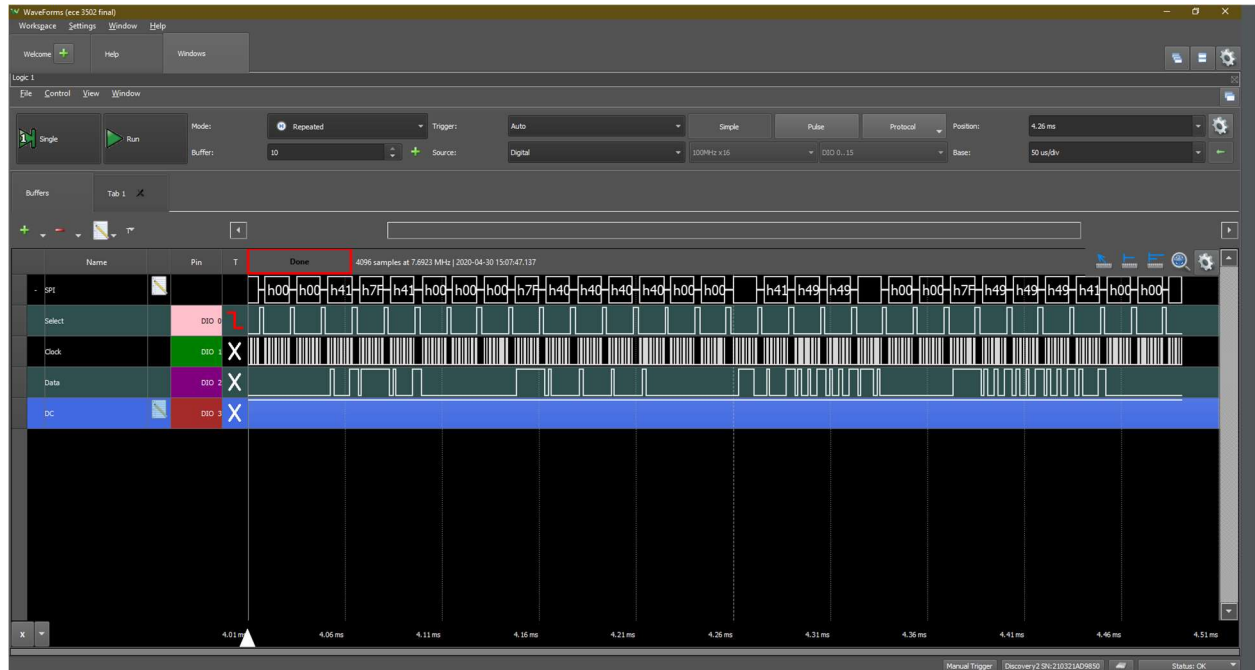 WaveForms (ece 3502 final)
Workspace Settings Window Help
Welcome Help Windows
Logic 1
File Control View Window
1 Single Run Mode: Repeated Trigger: Auto Simple Pulse Protocol Position: 4.26 ms
Buffer: 10 Source: Digital 100MHz x16 DIO 0..15 Base: 50 us/div
Buffers Tab 1
Name Pin T Done 4096 samples at 7.6923 MHz | 2020-04-30 15:07:47.137
SPI h00 h00 h41 h7F h41 h00 h00 h00 h7F h40 h40 h40 h40 h00 h00 h41 h49 h49 h00 h00 h7F h49 h49 h49 h41 h00 h00
Select DIO 0
Clock DIO 1 X
Data DIO 2 X
DC DIO 3 X
X 4.01 ms 4.06 ms 4.11 ms 4.16 ms 4.21 ms 4.26 ms 4.31 ms 4.36 ms 4.41 ms 4.46 ms 4.51 ms
Manual Trigger Discovery2 SN:210321AD9850 Status: OK